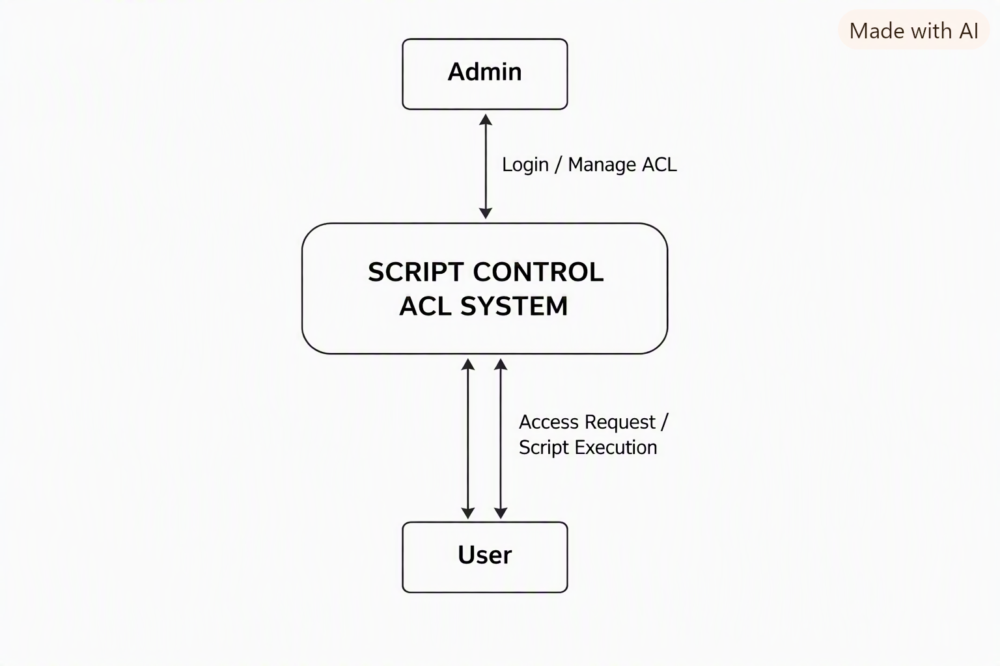 Made with AI
Admin
Login / Manage ACL
SCRIPT CONTROL
ACL SYSTEM
Access Request /
Script Execution
User